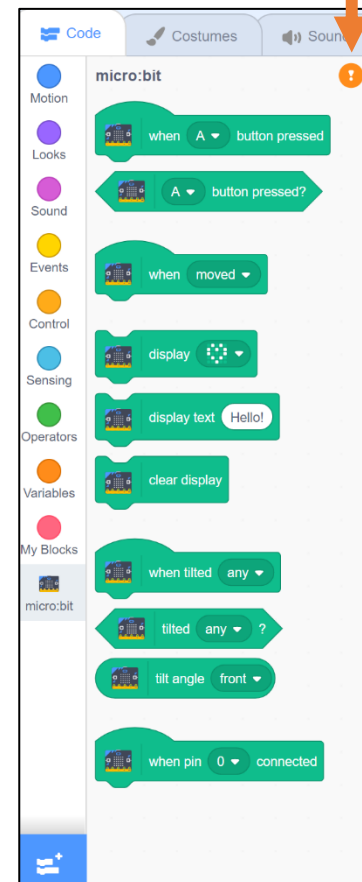 Code
Costumes
Sound
micro:bit
!
Motion
Looks
Sound
Events
Control
Sensing
Operators
Variables
My Blocks
micro:bit
when A button pressed
A button pressed?
when moved
display
display text Hello!
clear display
when tilted any
tilted any ?
tilt angle front
when pin 0 connected